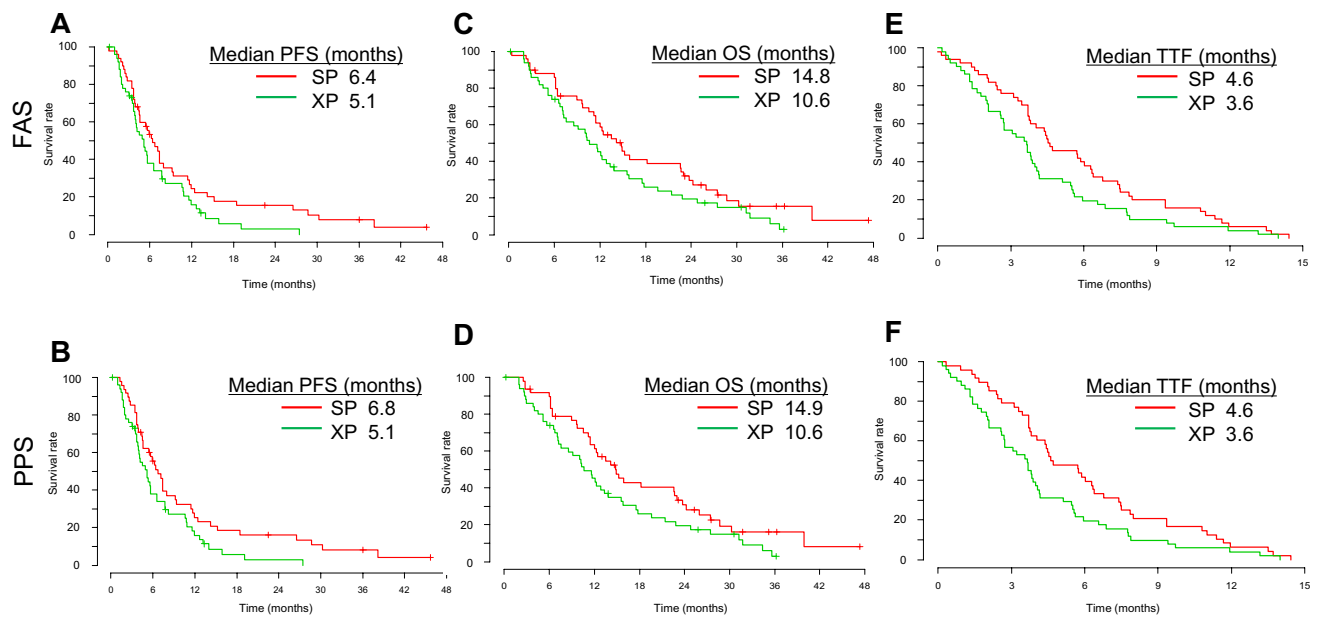 A
FAS
Survival rate
100
80
60
40
20
0
Median PFS (months)
SP 6.4
XP 5.1
0 6 12 18 24 30 36 42 48
Time (months)
C
Survival rate
100
80
60
40
20
0
Median OS (months)
SP 14.8
XP 10.6
0 6 12 18 24 30 36 42 48
Time (months)
E
Survival rate
100
80
60
40
20
0
Median TTF (months)
SP 4.6
XP 3.6
0 3 6 9 12 15
Time (months)
B
PPS
Survival rate
100
80
60
40
20
0
Median PFS (months)
SP 6.8
XP 5.1
0 6 12 18 24 30 36 42 48
Time (months)
D
Survival rate
100
80
60
40
20
0
Median OS (months)
SP 14.9
XP 10.6
0 6 12 18 24 30 36 42 48
Time (months)
F
Survival rate
100
80
60
40
20
0
Median TTF (months)
SP 4.6
XP 3.6
0 3 6 9 12 15
Time (months)